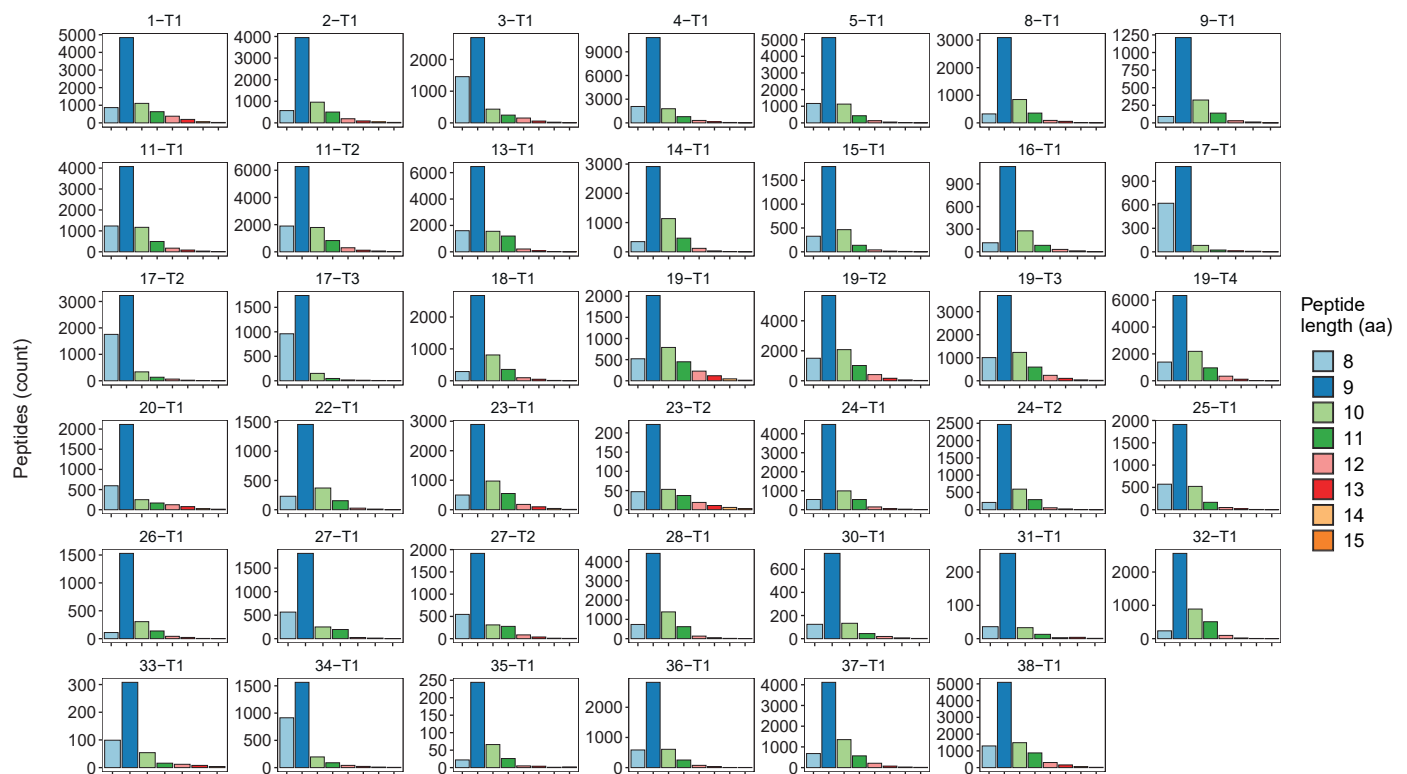 1−T1 2−T1 3−T1 4−T1 5−T1 8−T1 9−T1
5000 4000 3000 2000 1000 0
4000 3000 2000 1000 0
2000 1000 0
9000 6000 3000 0
5000 4000 3000 2000 1000 0
3000 2000 1000 0
1250 1000 750 500 250 0
11−T1 11−T2 13−T1 14−T1 15−T1 16−T1 17−T1
4000 3000 2000 1000 0
6000 4000 2000 0
6000 4000 2000 0
3000 2000 1000 0
1500 1000 500 0
900 600 300 0
900 600 300 0
17−T2 17−T3 18−T1 19−T1 19−T2 19−T3 19−T4
3000 2000 1000 0
1500 1000 500 0
2000 1000 0
2000 1500 1000 500 0
4000 2000 0
3000 2000 1000 0
6000 4000 2000 0
20−T1 22−T1 23−T1 23−T2 24−T1 24−T2 25−T1
2000 1500 1000 500 0
1500 1000 500 0
3000 2000 1000 0
200 150 100 50 0
4000 3000 2000 1000 0
2500 2000 1500 1000 500 0
2000 1500 1000 500 0
26−T1 27−T1 27−T2 28−T1 30−T1 31−T1 32−T1
1500 1000 500 0
1500 1000 500 0
2000 1500 1000 500 0
4000 3000 2000 1000 0
600 400 200 0
200 100 0
2000 1000 0
33−T1 34−T1 35−T1 36−T1 37−T1 38−T1
300 200 100 0
1500 1000 500 0
250 200 150 100 50 0
2000 1000 0
4000 3000 2000 1000 0
5000 4000 3000 2000 1000 0
Peptides (count)
Peptide
length (aa)
8
9
10
11
12
13
14
15